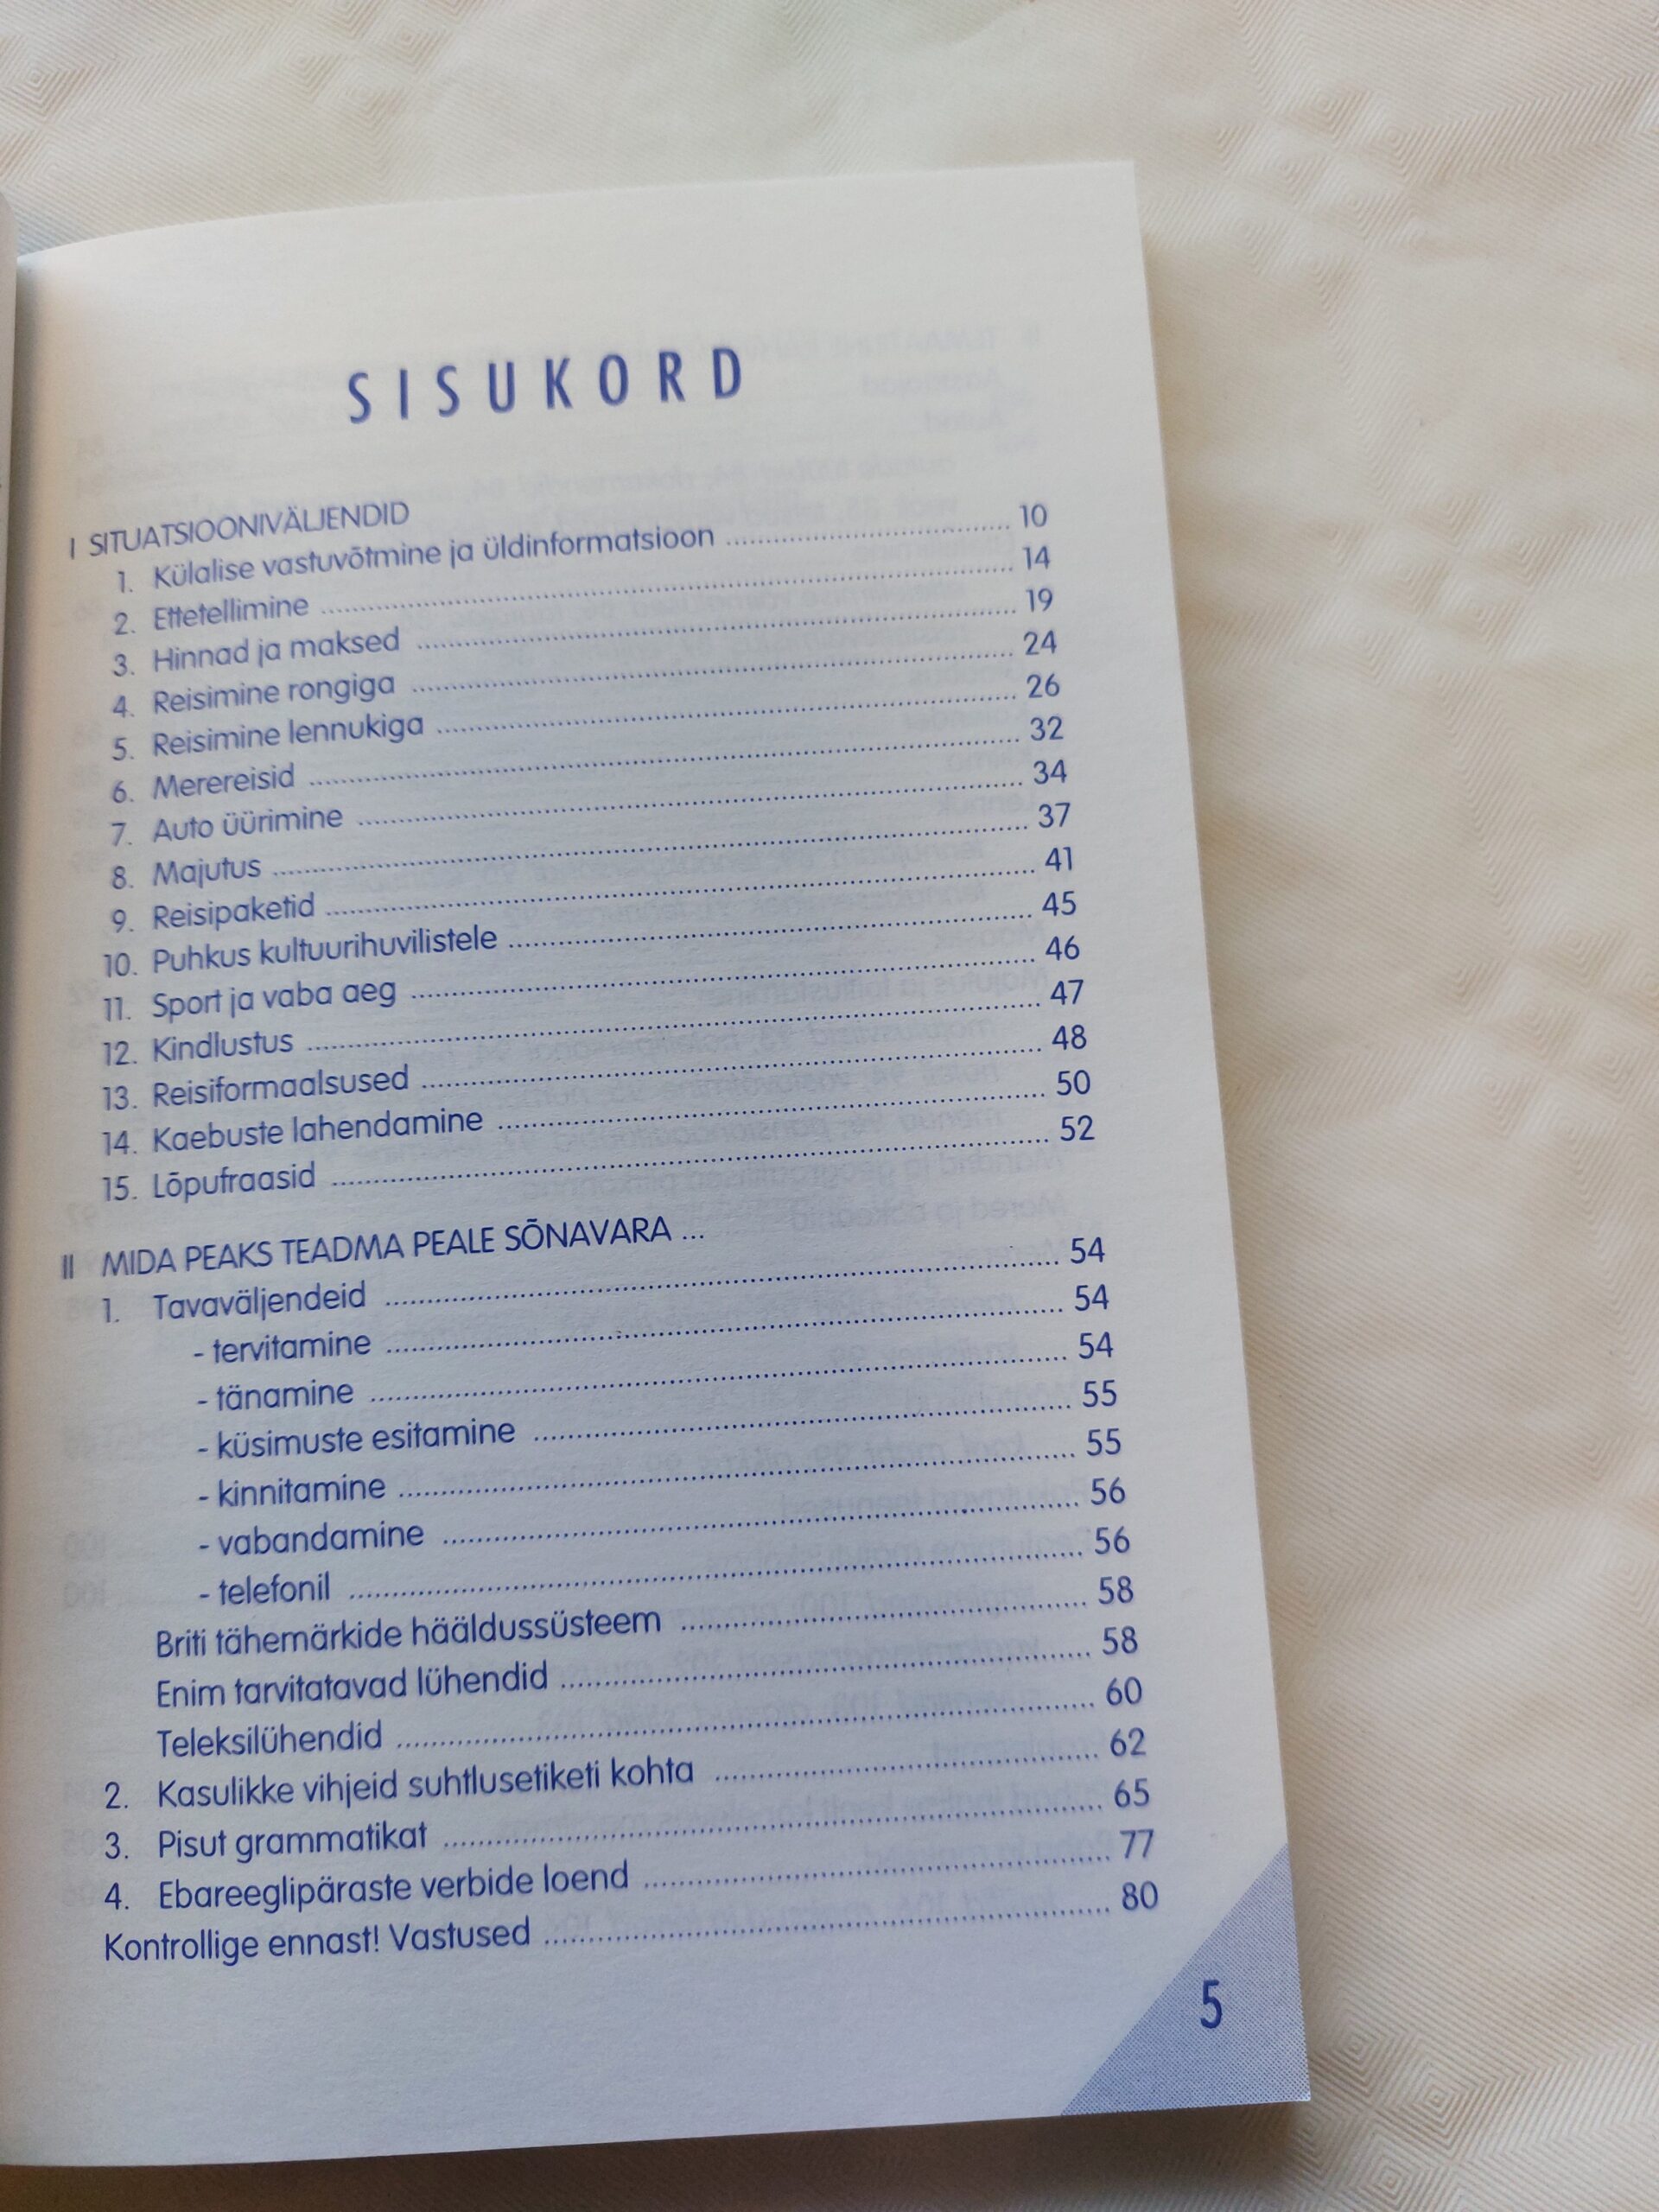 SISUKORD
I SITUATSIOONIVÄLJENDID
1. Külalise vastuvõtmine ja üldinformatsioon ........ 10
2. Ettetellimine ........ 14
3. Hinnad ja maksed ........ 19
4. Reisimine rongiga ........ 24
5. Reisimine lennukiga ........ 26
6. Merereisid ........ 32
7. Auto üürimine ........ 34
8. Majutus ........ 37
9. Reisipaketid ........ 41
10. Puhkus kultuurihuvilistele ........ 45
11. Sport ja vaba aeg ........ 46
12. Kindlustus ........ 47
13. Reisiformaalsused ........ 48
14. Kaebuste lahendamine ........ 50
15. Lõpufraasid ........ 52
II MIDA PEAKS TEADMA PEALE SÕNAVARA ...
1. Tavaväljendeid ........ 54
- tervitamine ........ 54
- tänamine ........ 54
- küsimuste esitamine ........ 55
- kinnitamine ........ 55
- vabandamine ........ 56
- telefonil ........ 56
Briti tähemärkide hääldussüsteem ........ 58
Enim tarvitatavad lühendid ........ 58
Teleksilühendid ........ 60
2. Kasulikke vihjeid suhtlusetiketi kohta ........ 62
3. Pisut grammatikat ........ 65
4. Ebareeglipäraste verbide loend ........ 77
Kontrollige ennast! Vastused ........ 80
5